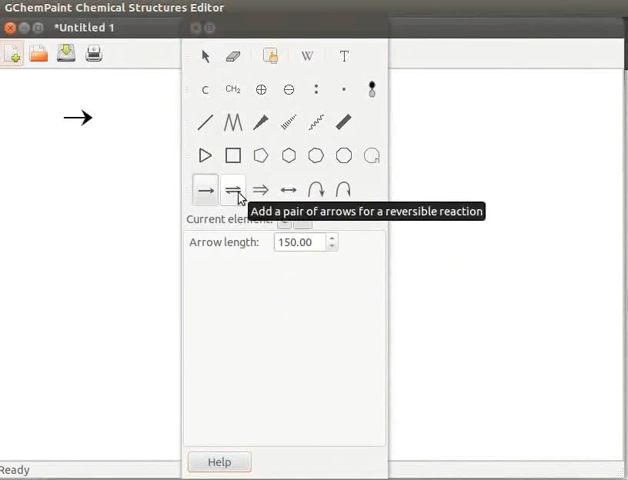 GChemPaint Chemical Structures Editor
*Untitled 1
W T
C CH₂
Add a pair of arrows for a reversible reaction
Current element:
Arrow length: 150.00
Help
Ready